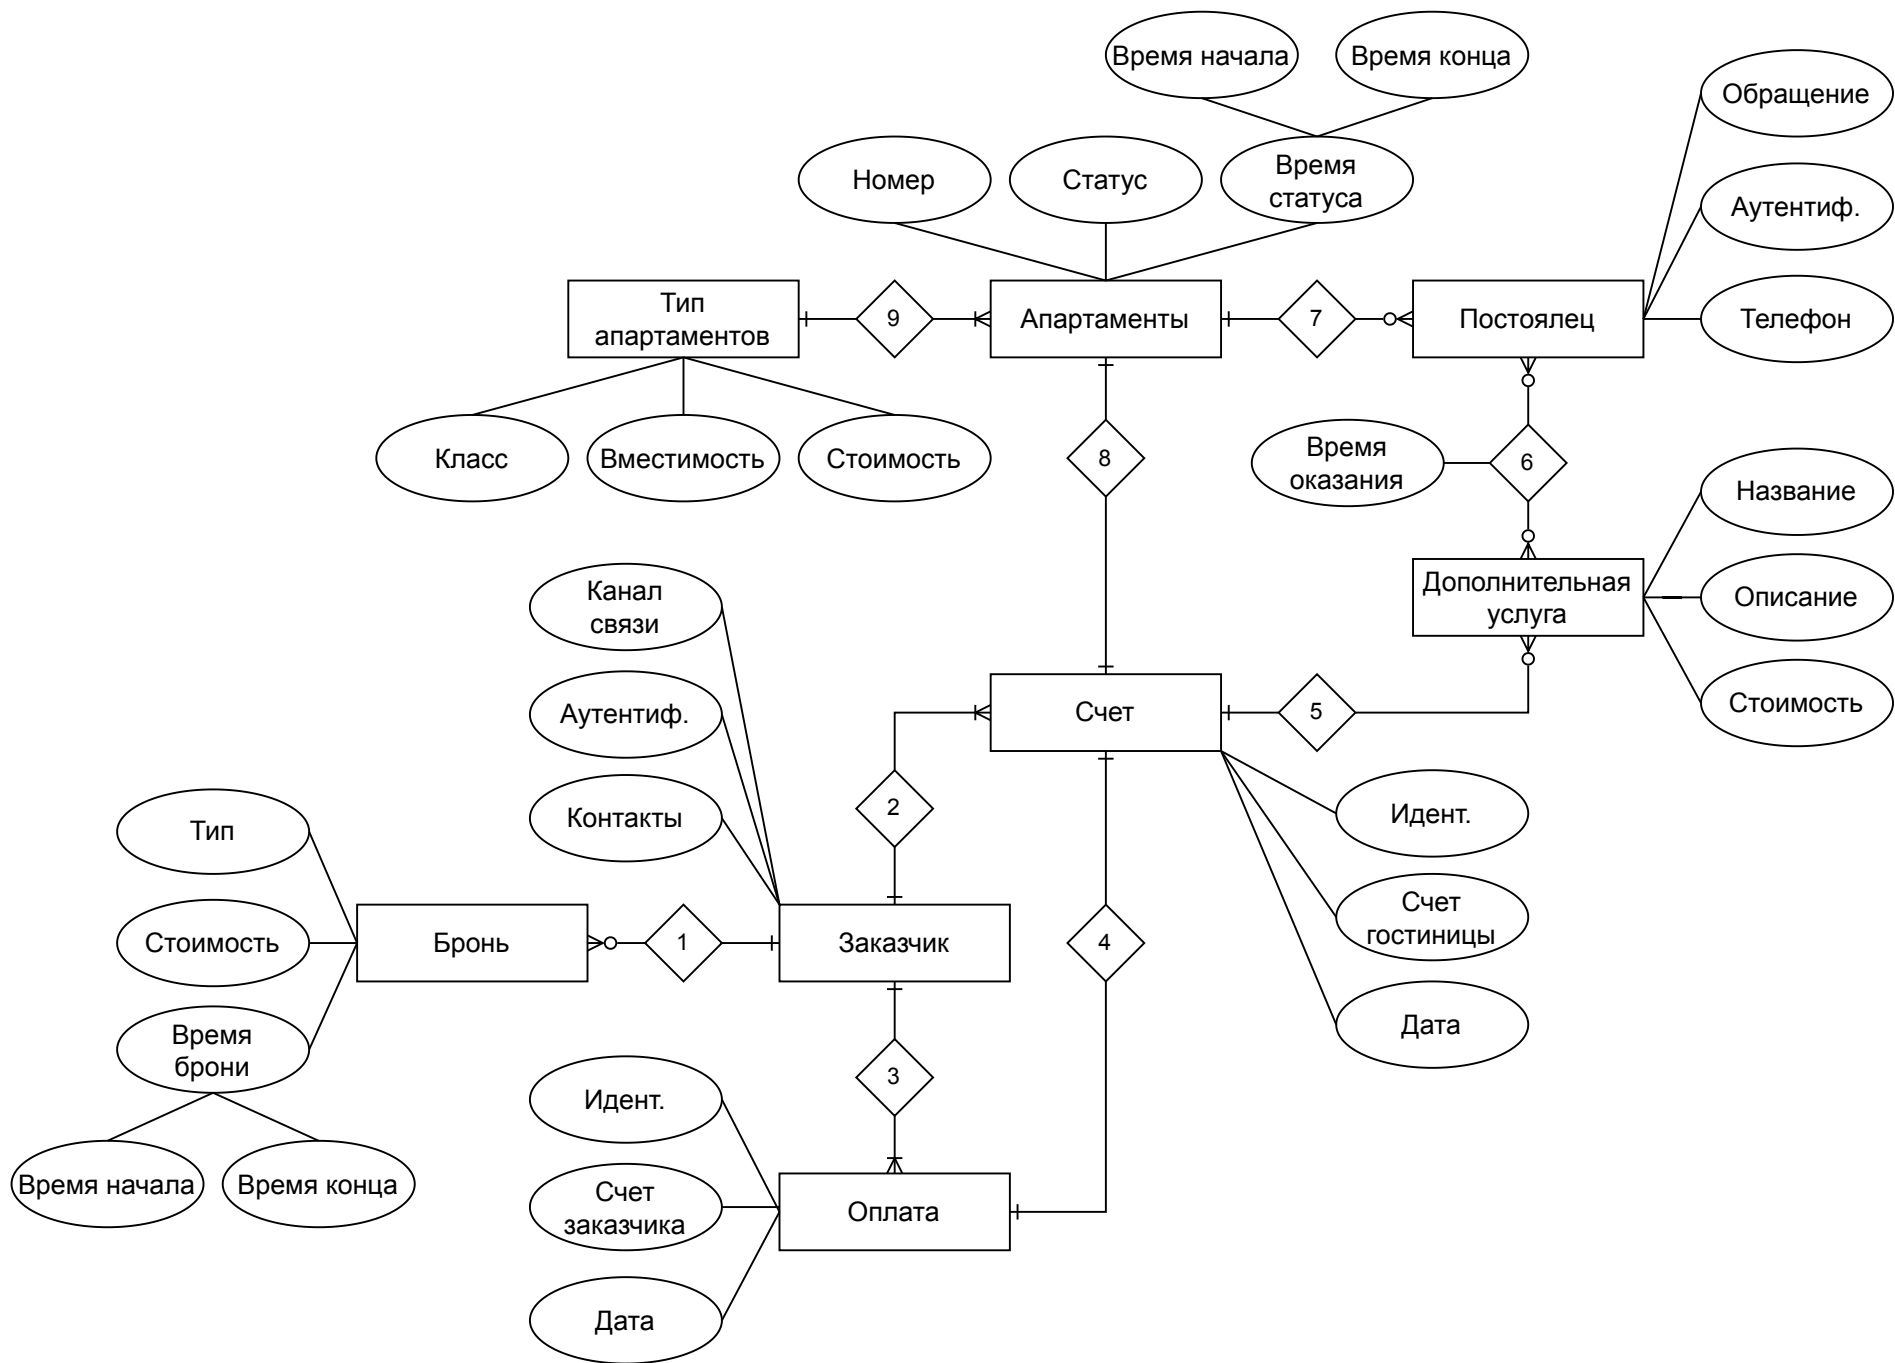 Время начала
Время конца
Обращение
Номер
Статус
Время
статуса
Аутентиф.
Телефон
Тип
апартаментов
9
Апартаменты
7
Постоялец
Класс
Вместимость
Стоимость
8
Время
оказания
6
Название
Описание
Стоимость
Дополнительная
услуга
Канал
связи
Аутентиф.
Контакты
Счет
5
2
Идент.
Счет
гостиницы
Дата
Тип
Стоимость
Время
брони
Время начала
Время конца
Бронь
1
Заказчик
4
3
Идент.
Счет
заказчика
Дата
Оплата